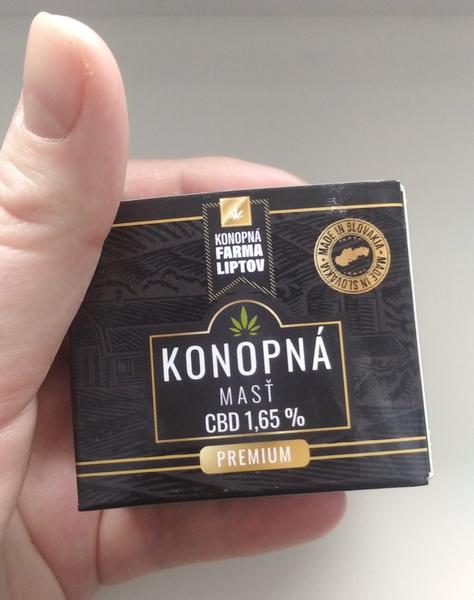 KONOPNÁ
FARMA
LIPTOV
MADE IN SLOVAKIA • MADE IN SLOVAKIA •
KONOPNÁ
MASŤ
CBD 1,65 %
PREMIUM